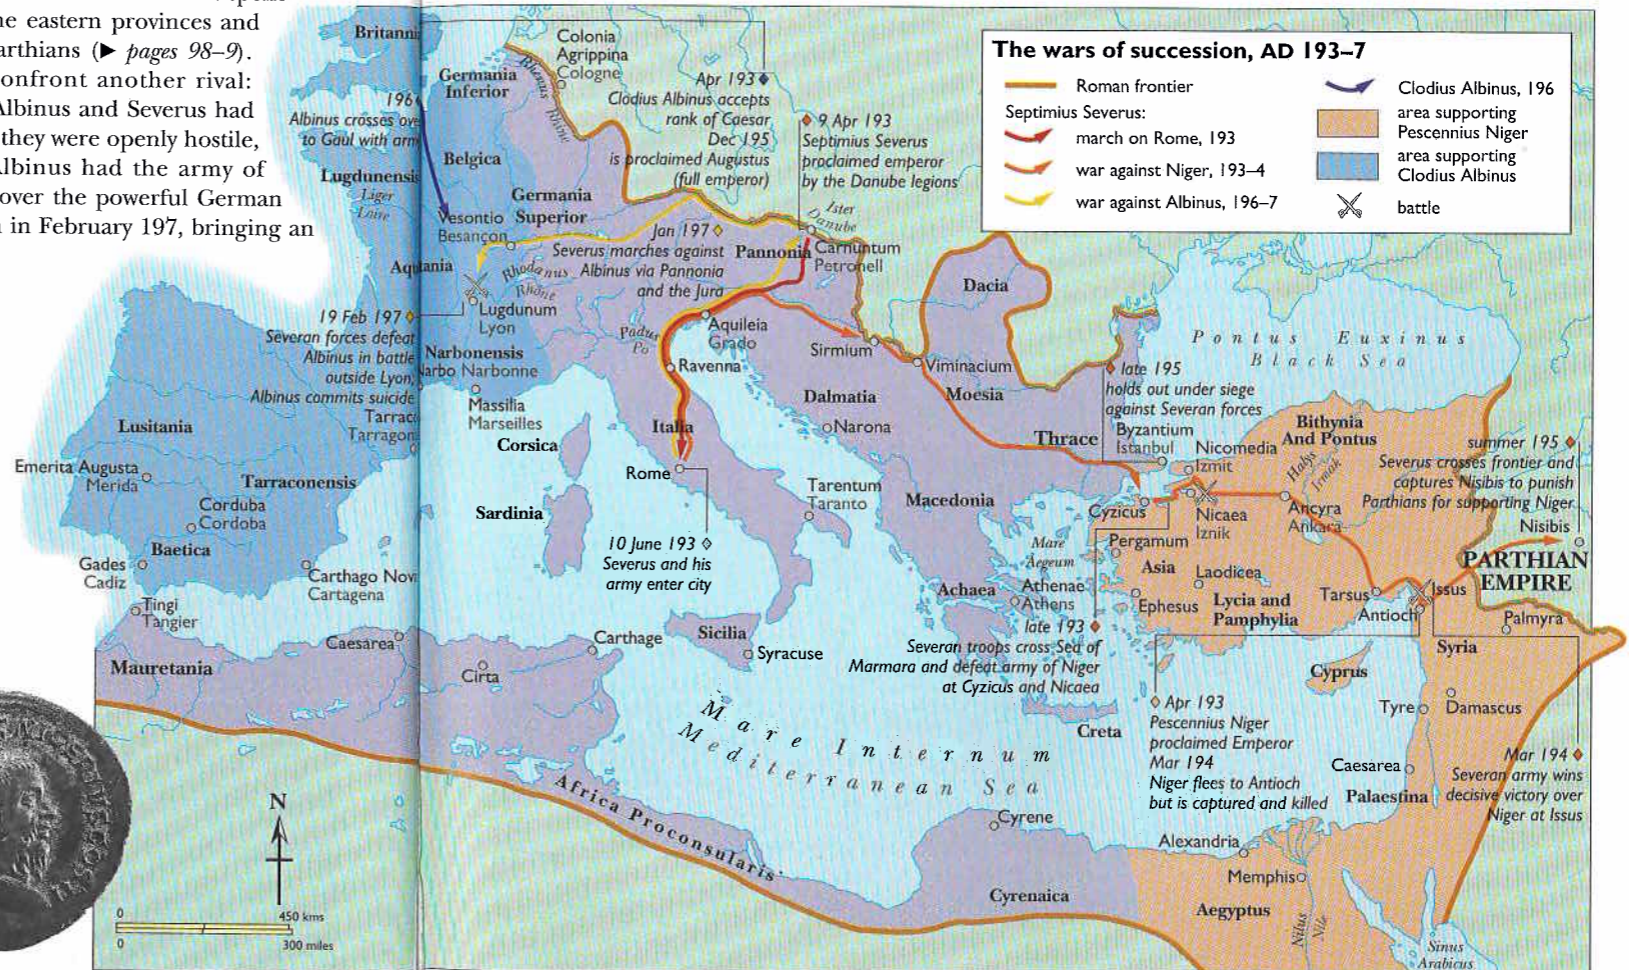 he eastern provinces and
arthians (▶ pages 98–9).
onfront another rival:
Albinus and Severus had
they were openly hostile,
lbinus had the army of
over the powerful German
in February 197, bringing an
The wars of succession, AD 193–7
Roman frontier
Septimius Severus:
march on Rome, 193
war against Niger, 193–4
war against Albinus, 196–7
Clodius Albinus, 196
area supporting
Pescennius Niger
area supporting
Clodius Albinus
battle
Britanni
Colonia
Agrippina
Cologne
Germania
Inferior
Rhenus
Rhine
Apr 193
Clodius Albinus accepts
rank of Caesar
Dec 195
is proclaimed Augustus
(full emperor)
9 Apr 193
Septimius Severus
proclaimed emperor
by the Danube legions
196
Albinus crosses ove
to Gaul with arm
Belgica
Lugdunensis
Liger
Loire
Germania
Superior
Vesontio
Besançon
Jan 197
Severus marches against
Albinus via Pannonia
and the Jura
Pannonia
Ister
Danube
Carnuntum
Petronell
Aquitania
Rhodanus
Rhône
Lugdunum
Lyon
Dacia
19 Feb 197
Severan forces defeat
Albinus in battle
outside Lyon,
Albinus commits suicide
Padus
Po
Aquileia
Grado
Sirmium
Viminacium
Pontus Euxinus
Black Sea
Narbonensis
Narbo Narbonne
Ravenna
Massilia
Marseilles
Dalmatia
Moesia
late 195
holds out under siege
against Severan forces
Byzantium
Istanbul
Lusitania
Tarraco
Tarragon
Corsica
Italia
Narona
Thrace
Nicomedia
Izmit
Bithynia
And Pontus
Halys
Irmak
summer 195
Severus crosses frontier and
captures Nisibis to punish
Parthians for supporting Niger
Emerita Augusta
Merida
Tarraconensis
Rome
Sardinia
Tarentum
Taranto
Macedonia
Cyzicus
Nicaea
Iznik
Ancyra
Ankara
Nisibis
Corduba
Cordoba
Baetica
Gades
Cadiz
Carthago Nov
Cartagena
10 June 193
Severus and his
army enter city
Mare
Aegeum
Pergamum
Asia
Laodicea
PARTHIAN
EMPIRE
Achaea
Athenae
Athens
Ephesus
Lycia and
Pamphylia
Tarsus
Issus
Antioch
Palmyra
Tingi
Tangier
Caesarea
Carthage
Sicilia
Syracuse
late 193
Severan troops cross Sea of
Marmara and defeat army of Niger
at Cyzicus and Nicaea
Syria
Mauretania
Cirta
Cyprus
Apr 193
Pescennius Niger
proclaimed Emperor
Mar 194
Niger flees to Antioch
but is captured and killed
Tyre
Damascus
Creta
Mare Internum
Mediterranean Sea
Caesarea
Palaestina
Mar 194
Severan army wins
decisive victory over
Niger at Issus
Africa Proconsularis
Cyrene
Alexandria
Memphis
Cyrenaica
Aegyptus
Nilus
Nile
Sinus
Arabicus
N
0
450 kms
0
300 miles